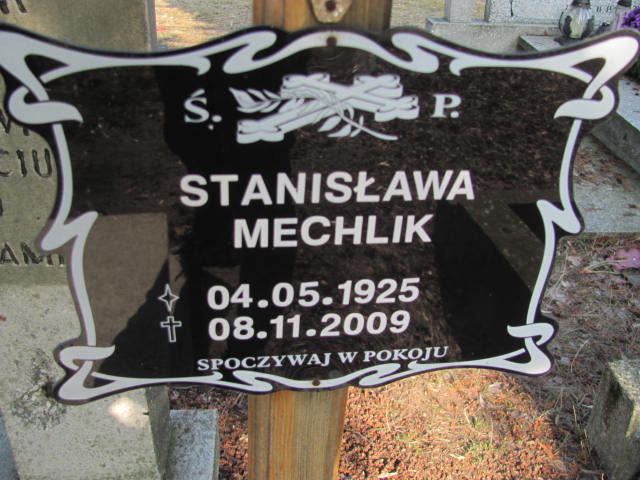 Ś. P.
STANISŁAWA
MECHLIK
04.05.1925
08.11.2009
SPOCZYWAJ W POKOJU